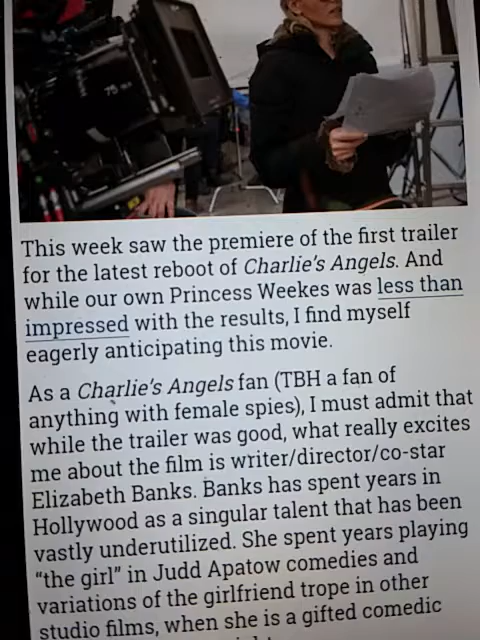 75
This week saw the premiere of the first trailer
for the latest reboot of Charlie's Angels. And
while our own Princess Weekes was less than
impressed with the results, I find myself
eagerly anticipating this movie.
As a Charlie's Angels fan (TBH a fan of
anything with female spies), I must admit that
while the trailer was good, what really excites
me about the film is writer/director/co-star
Elizabeth Banks. Banks has spent years in
Hollywood as a singular talent that has been
vastly underutilized. She spent years playing
"the girl" in Judd Apatow comedies and
variations of the girlfriend trope in other
studio films, when she is a gifted comedic